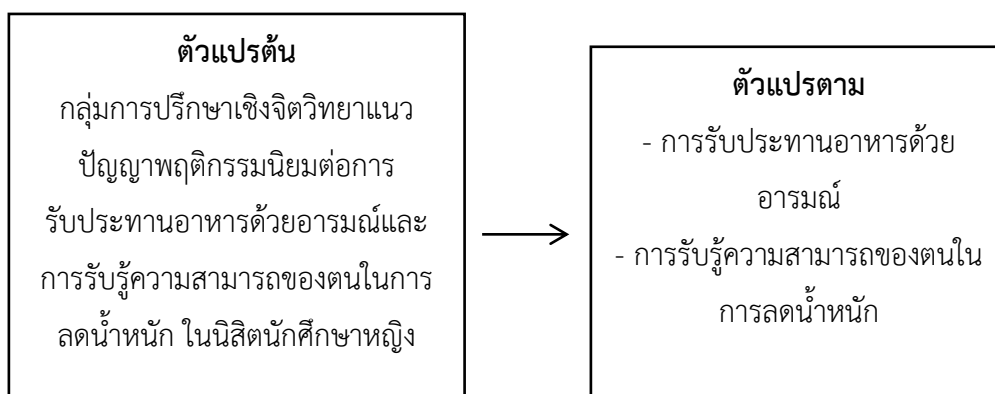 ตัวแปรต้น
กลุ่มการปรึกษาเชิงจิตวิทยาแนว
ปัญญาพฤติกรรมนิยมต่อการ
รับประทานอาหารด้วยอารมณ์และ
การรับรู้ความสามารถของตนในการ
ลดน้ำหนัก ในนิสิตนักศึกษาหญิง
ตัวแปรตาม
- การรับประทานอาหารด้วย
อารมณ์
- การรับรู้ความสามารถของตนใน
การลดน้ำหนัก